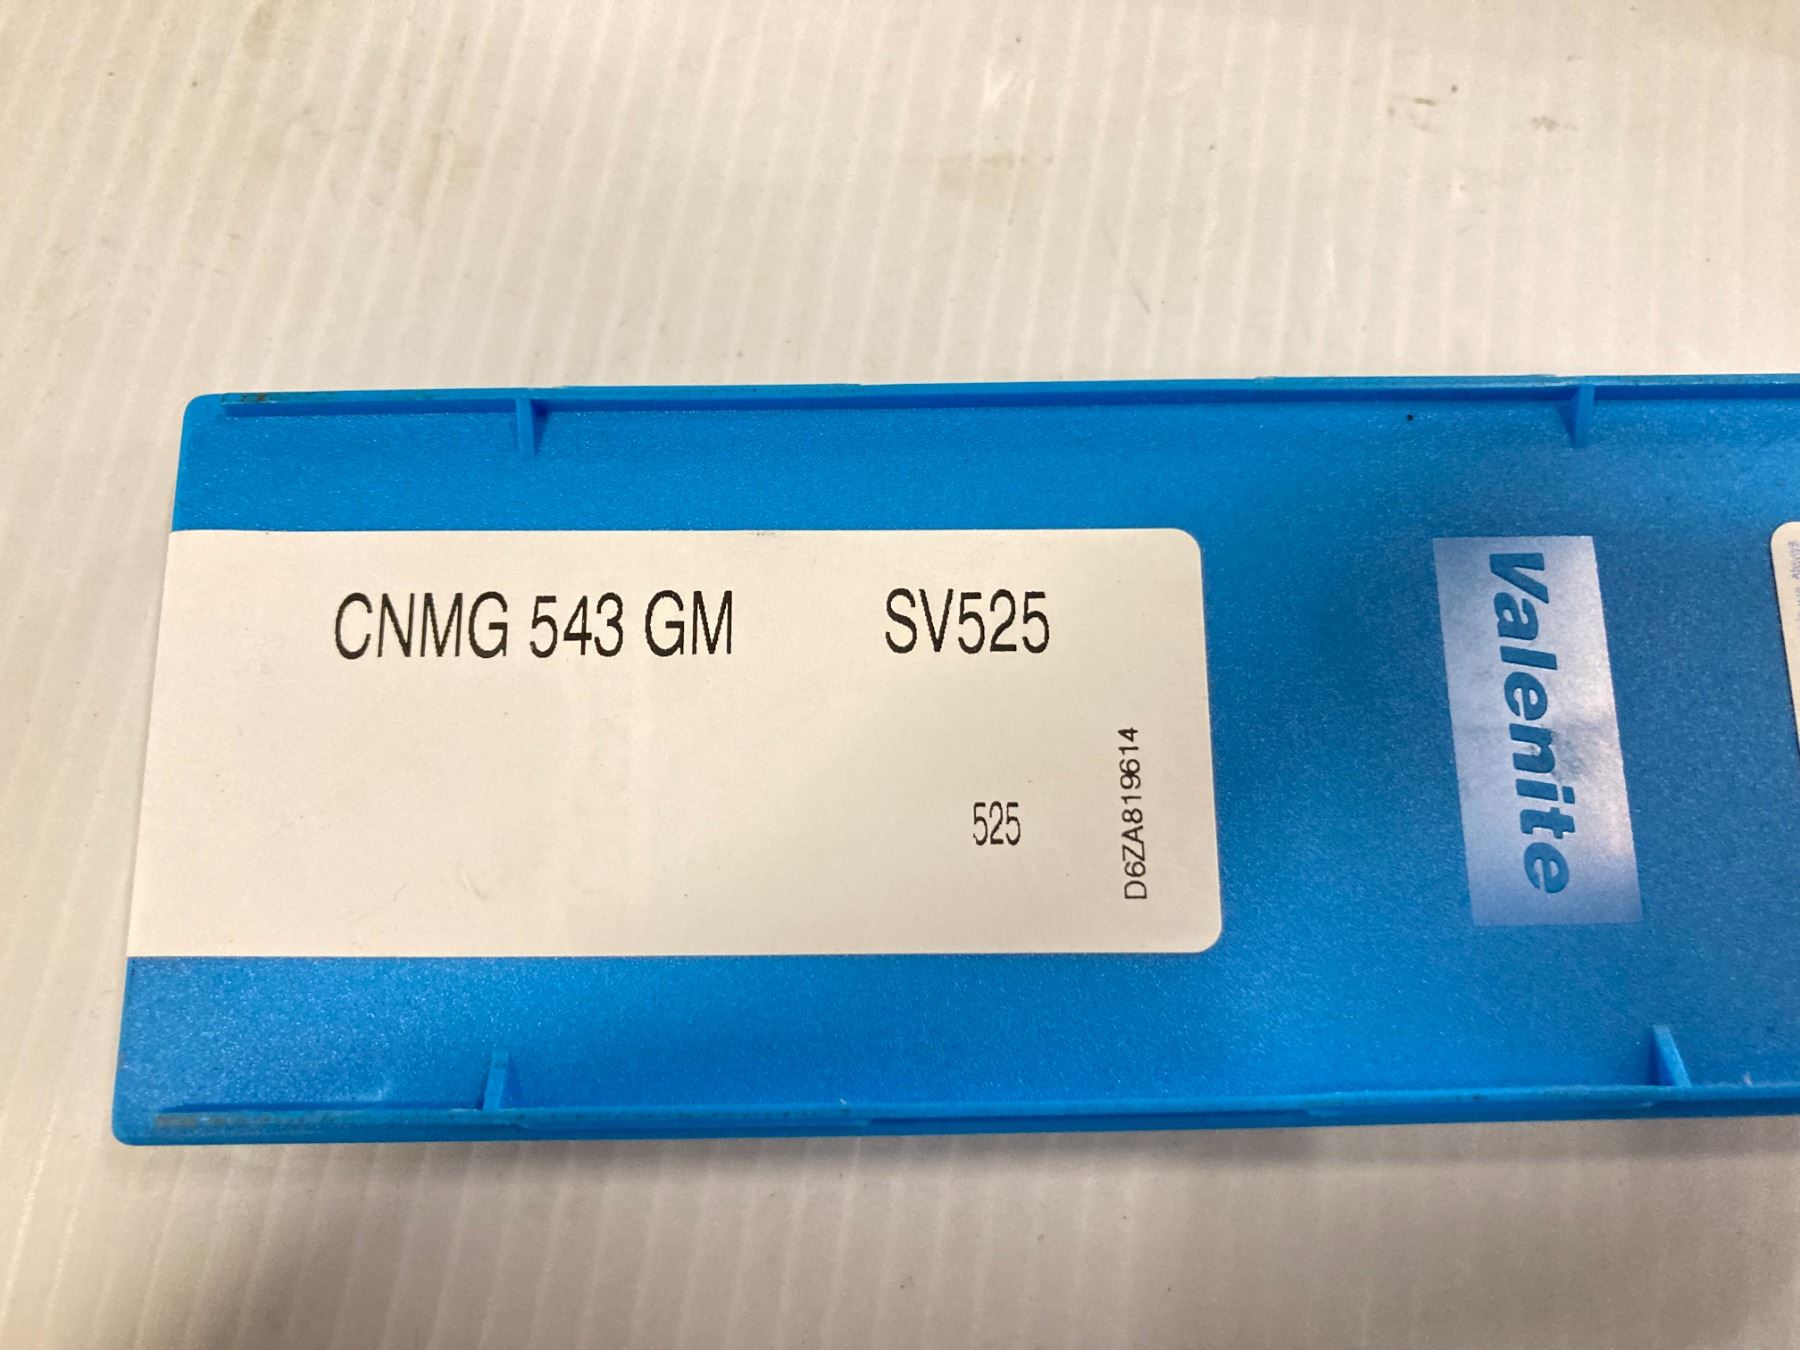 CNMG 543 GM SV525
525
D6ZA819614
Valenite